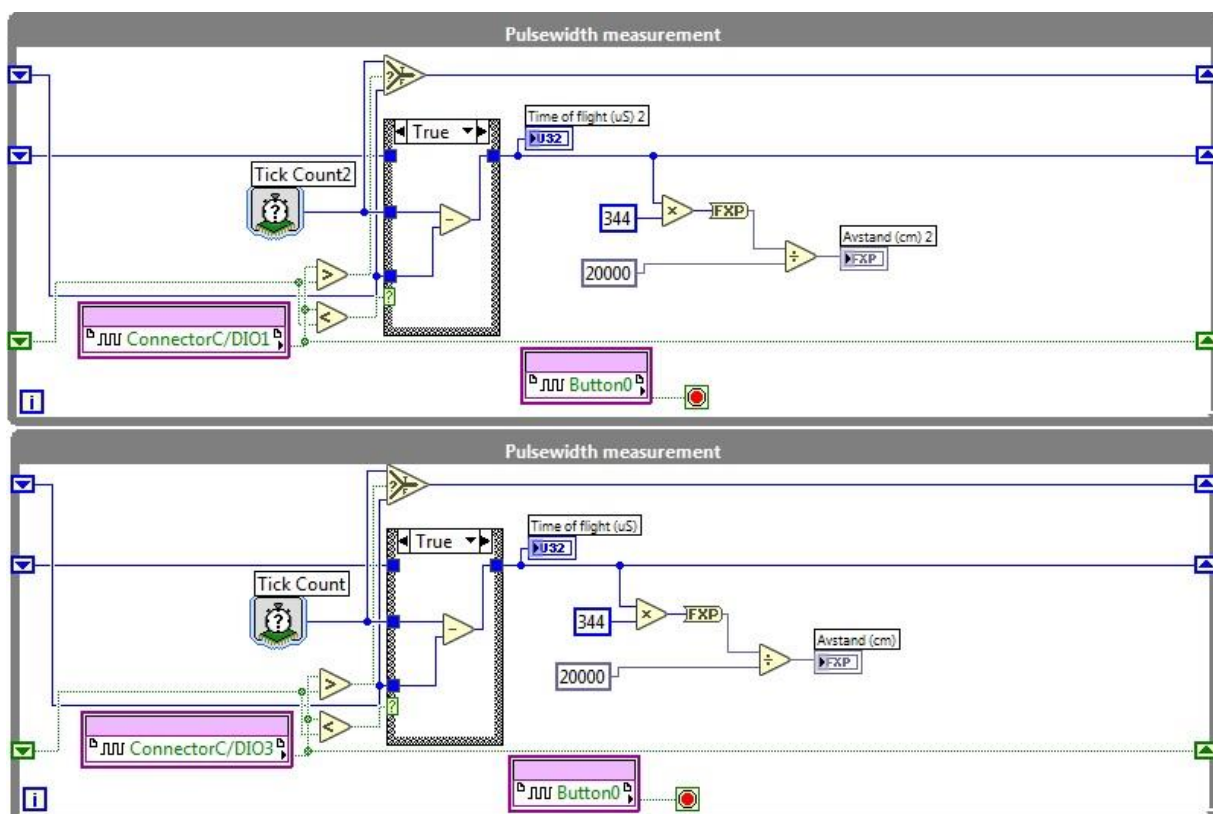 Pulsewidth measurement
Time of flight (uS) 2
U32
True
Tick Count2
344
FXP
Avstand (cm) 2
FXP
20000
ConnectorC/DIO1
Button0
i
Pulsewidth measurement
Time of flight (uS)
U32
True
Tick Count
344
FXP
Avstand (cm)
FXP
20000
ConnectorC/DIO3
Button0
i